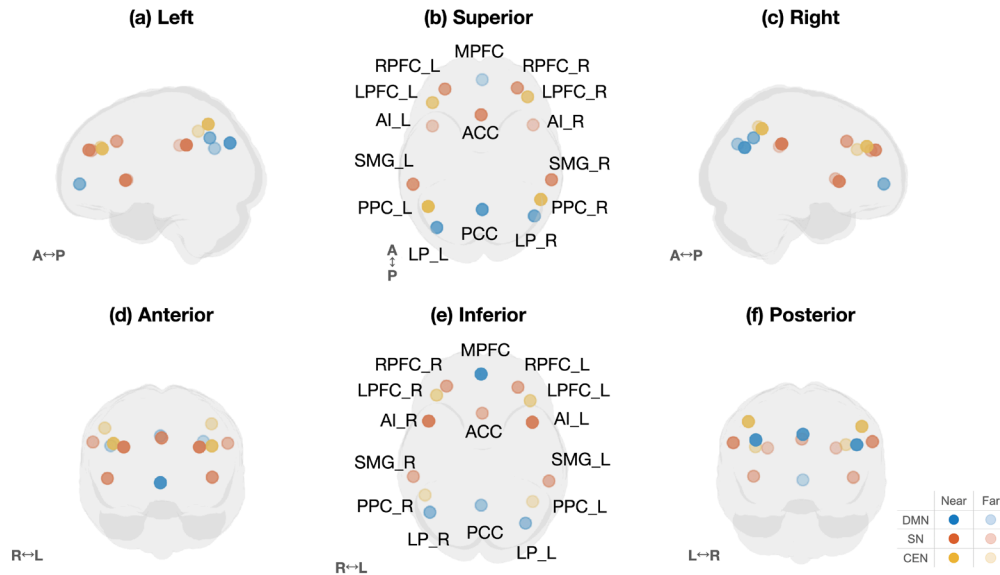 (a) Left
(b) Superior
(c) Right
MPFC
RPFC_L
RPFC_R
LPFC_L
LPFC_R
AI_L
ACC
AI_R
SMG_L
SMG_R
PPC_L
PPC_R
PCC
LP_L
LP_R
A↔P
A
↕
P
A↔P
(d) Anterior
(e) Inferior
(f) Posterior
MPFC
RPFC_R
RPFC_L
LPFC_R
LPFC_L
AI_R
ACC
AI_L
SMG_R
SMG_L
PPC_R
PPC_L
PCC
LP_R
LP_L
R↔L
R↔L
L↔R
Near Far
DMN
SN
CEN